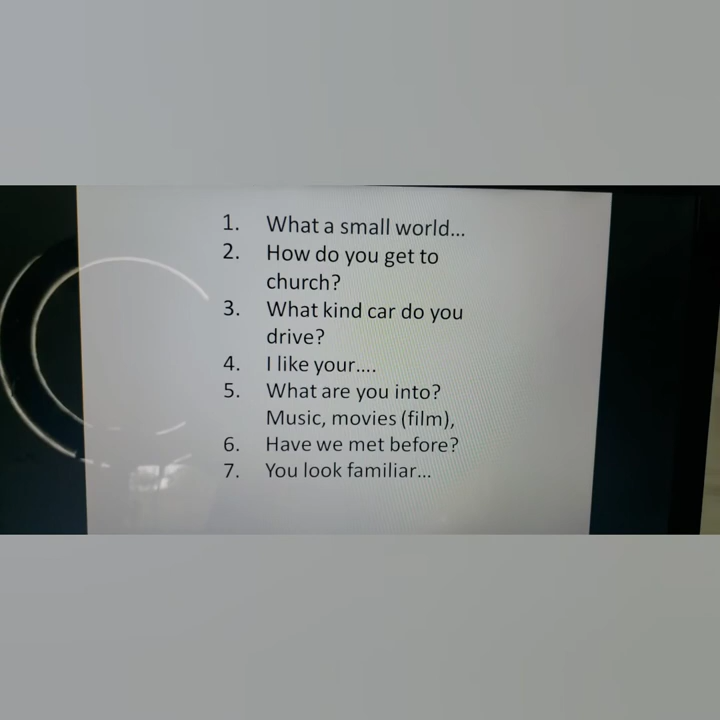 1. What a small world...
2. How do you get to
church?
3. What kind car do you
drive?
4. I like your....
5. What are you into?
Music, movies (film),
6. Have we met before?
7. You look familiar...